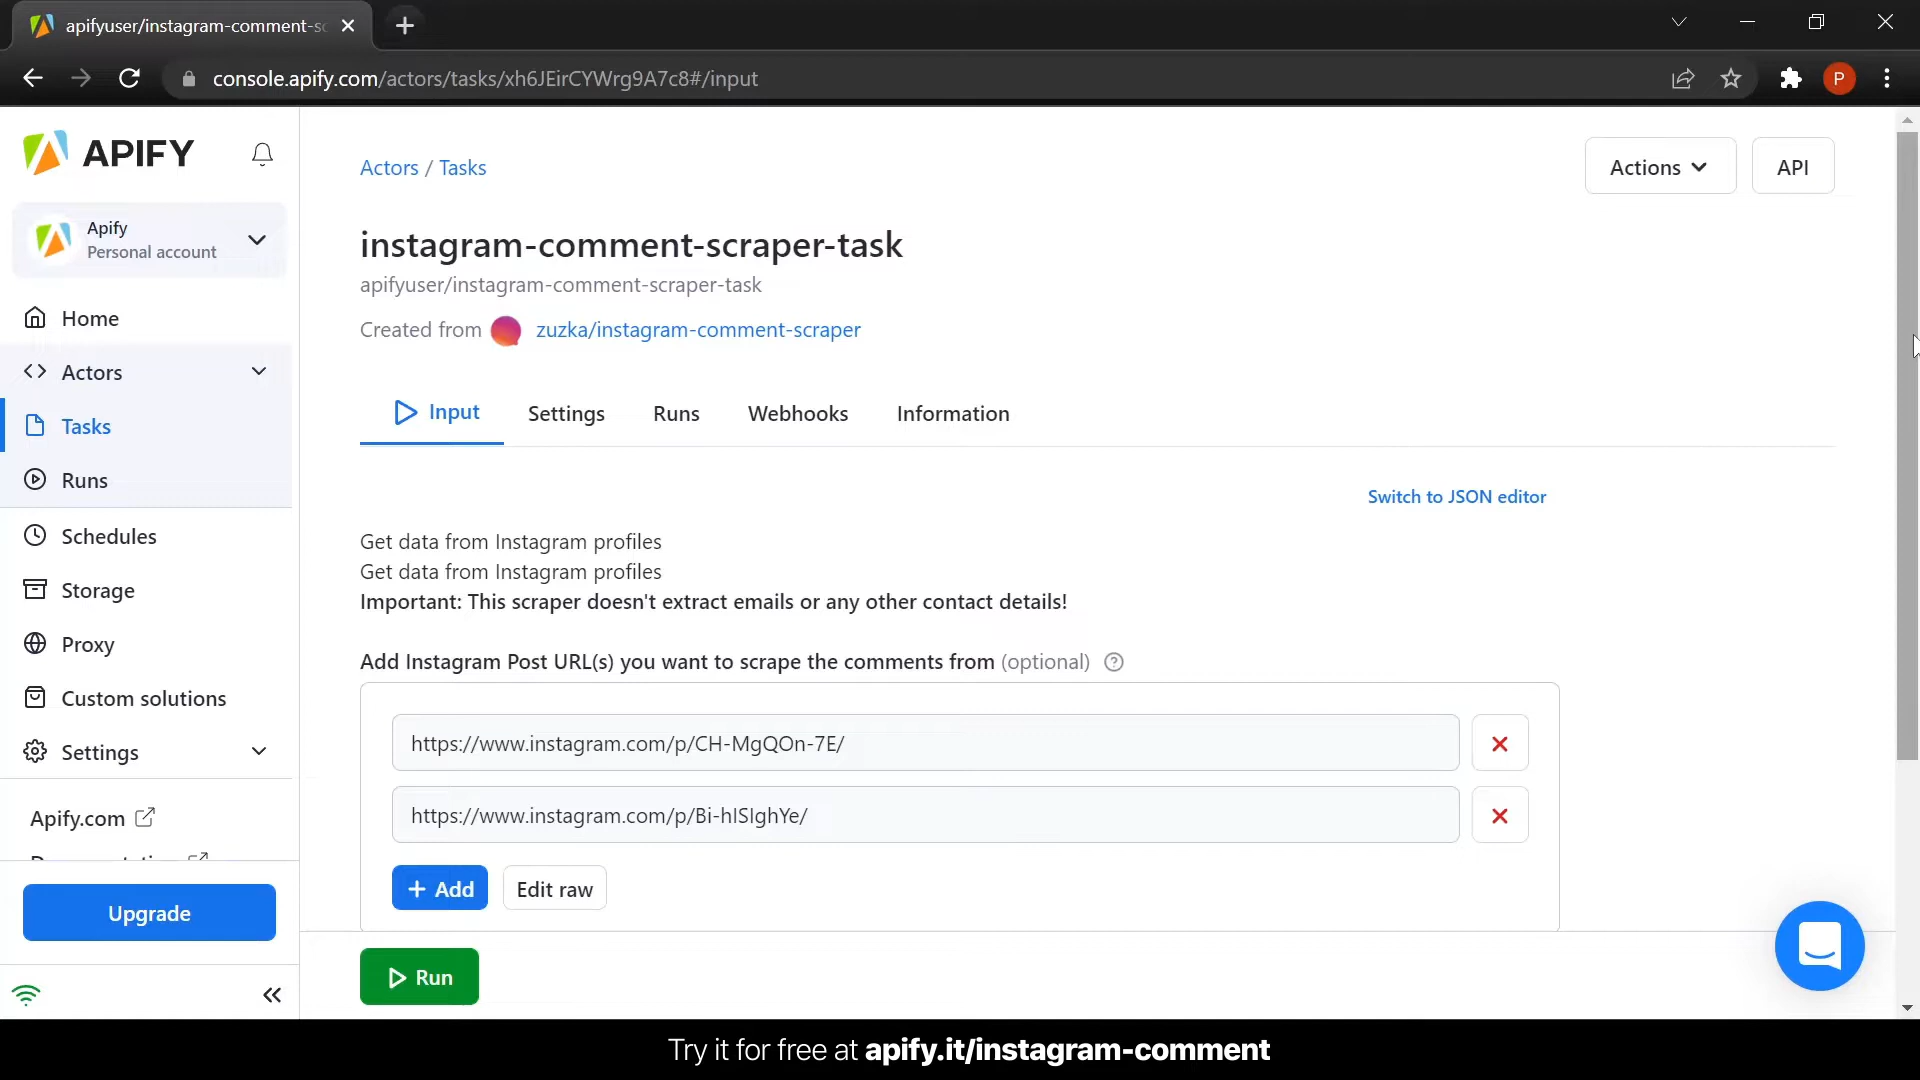 apifyuser/instagram-comment-sc
console.apify.com/actors/tasks/xh6JEirCYWrg9A7c8#/input
P
APIFY
Apify
Personal account
Home
Actors
Tasks
Runs
Schedules
Storage
Proxy
Custom solutions
Settings
Apify.com
Upgrade
Actors / Tasks
Actions
API
instagram-comment-scraper-task
apifyuser/instagram-comment-scraper-task
Created from zuzka/instagram-comment-scraper
Input Settings Runs Webhooks Information
Switch to JSON editor
Get data from Instagram profiles
Get data from Instagram profiles
Important: This scraper doesn't extract emails or any other contact details!
Add Instagram Post URL(s) you want to scrape the comments from (optional) ?
https://www.instagram.com/p/CH-MgQOn-7E/
https://www.instagram.com/p/Bi-hISIghYe/
+ Add Edit raw
Run
Try it for free at apify.it/instagram-comment